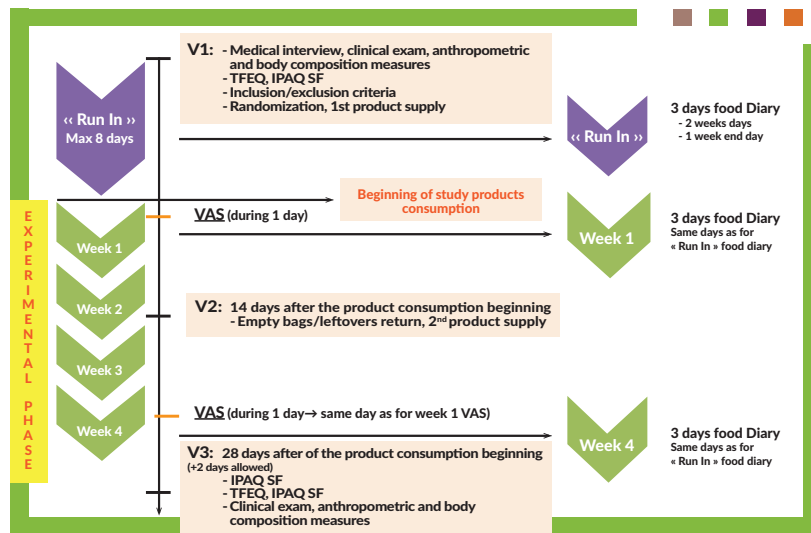 V1: - Medical interview, clinical exam, anthropometric
and body composition measures
- TFEQ, IPAQ SF
- Inclusion/exclusion criteria
- Randomization, 1st product supply
‹‹ Run In ››
Max 8 days
‹‹ Run In ››
3 days food Diary
- 2 weeks days
- 1 week end day
Beginning of study products
consumption
EXPERIMENTAL PHASE
VAS (during 1 day)
Week 1
Week 1
3 days food Diary
Same days as for
« Run In » food diary
Week 2
V2: 14 days after the product consumption beginning
- Empty bags/leftovers return, 2nd product supply
Week 3
Week 4
VAS (during 1 day→ same day as for week 1 VAS)
Week 4
3 days food Diary
Same days as for
« Run In » food diary
V3: 28 days after of the product consumption beginning
(+2 days allowed)
- IPAQ SF
- TFEQ, IPAQ SF
- Clinical exam, anthropometric and body
composition measures